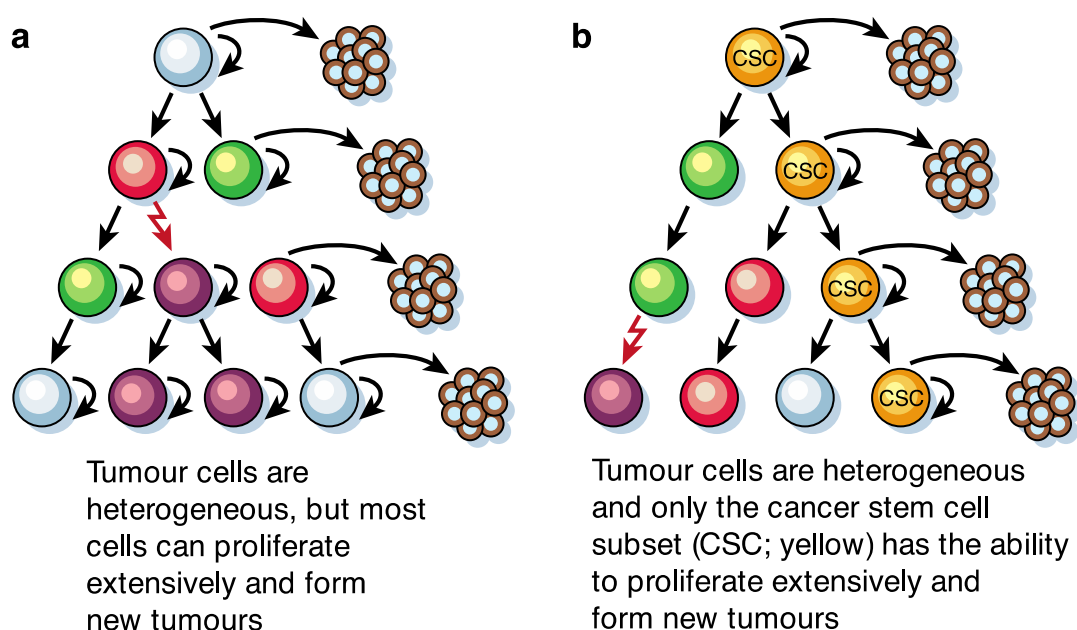 a
b
CSC
CSC
CSC
CSC
Tumour cells are
heterogeneous, but most
cells can proliferate
extensively and form
new tumours
Tumour cells are heterogeneous
and only the cancer stem cell
subset (CSC; yellow) has the ability
to proliferate extensively and
form new tumours